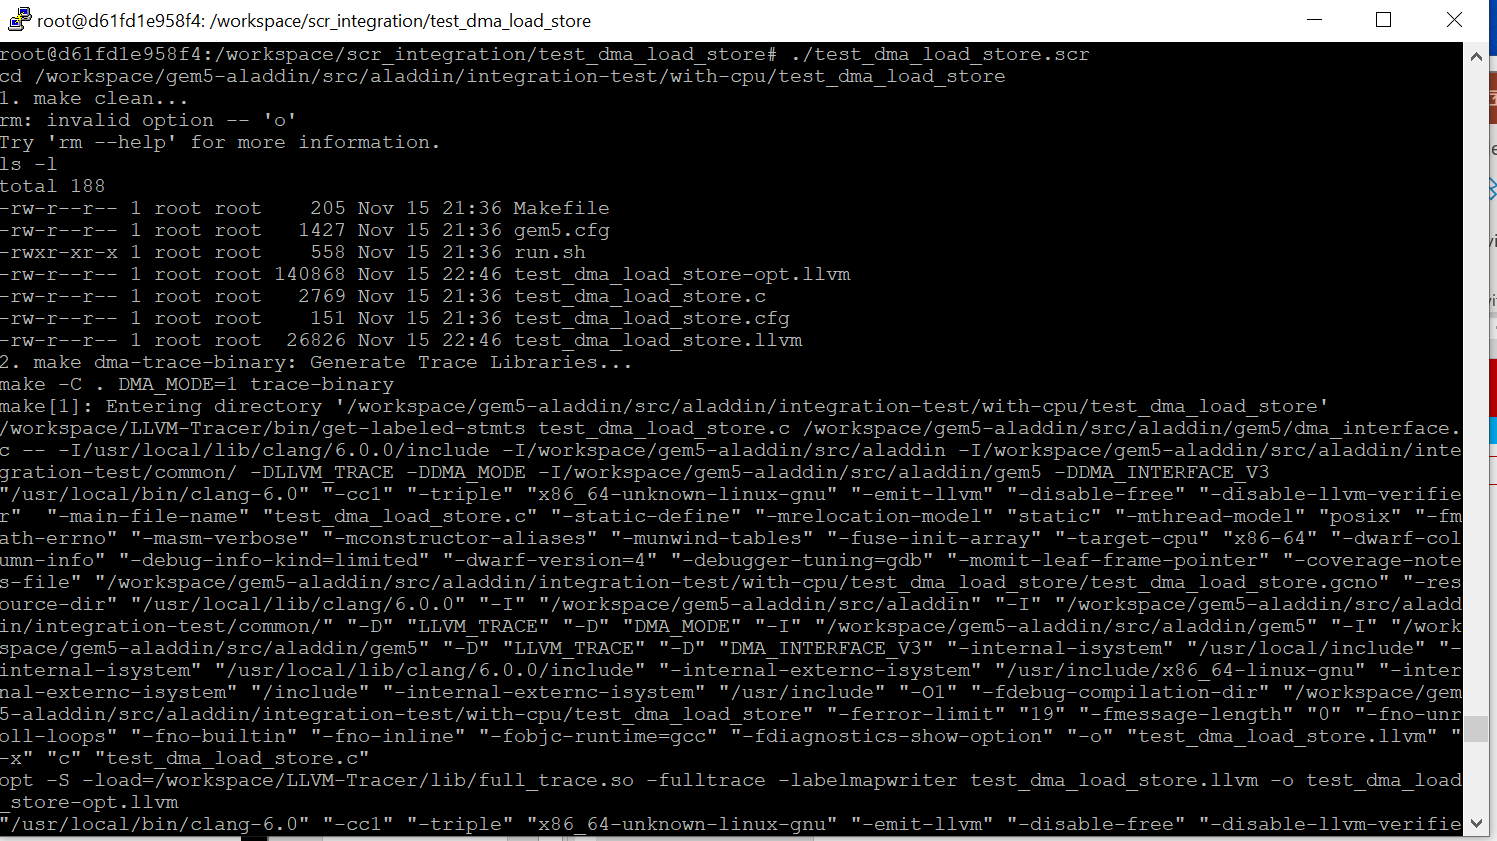 root@d61fd1e958f4: /workspace/scr_integration/test_dma_load_store
root@d61fd1e958f4:/workspace/scr_integration/test_dma_load_store# ./test_dma_load_store.scr
cd /workspace/gem5-aladdin/src/aladdin/integration-test/with-cpu/test_dma_load_store
1. make clean...
rm: invalid option -- 'o'
Try 'rm --help' for more information.
ls -l
total 188
-rw-r--r-- 1 root root    205 Nov 15 21:36 Makefile
-rw-r--r-- 1 root root   1427 Nov 15 21:36 gem5.cfg
-rwxr-xr-x 1 root root    558 Nov 15 21:36 run.sh
-rw-r--r-- 1 root root 140868 Nov 15 22:46 test_dma_load_store-opt.llvm
-rw-r--r-- 1 root root   2769 Nov 15 21:36 test_dma_load_store.c
-rw-r--r-- 1 root root    151 Nov 15 21:36 test_dma_load_store.cfg
-rw-r--r-- 1 root root  26826 Nov 15 22:46 test_dma_load_store.llvm
2. make dma-trace-binary: Generate Trace Libraries...
make -C . DMA_MODE=1 trace-binary
make[1]: Entering directory '/workspace/gem5-aladdin/src/aladdin/integration-test/with-cpu/test_dma_load_store'
/workspace/LLVM-Tracer/bin/get-labeled-stmts test_dma_load_store.c /workspace/gem5-aladdin/src/aladdin/gem5/dma_interface.
c -- -I/usr/local/lib/clang/6.0.0/include -I/workspace/gem5-aladdin/src/aladdin -I/workspace/gem5-aladdin/src/aladdin/inte
gration-test/common/ -DLLVM_TRACE -DDMA_MODE -I/workspace/gem5-aladdin/src/aladdin/gem5 -DDMA_INTERFACE_V3
"/usr/local/bin/clang-6.0" "-cc1" "-triple" "x86_64-unknown-linux-gnu" "-emit-llvm" "-disable-free" "-disable-llvm-verifie
r"  "-main-file-name" "test_dma_load_store.c" "-static-define" "-mrelocation-model" "static" "-mthread-model" "posix" "-fm
ath-errno" "-masm-verbose" "-mconstructor-aliases" "-munwind-tables" "-fuse-init-array" "-target-cpu" "x86-64" "-dwarf-col
umn-info" "-debug-info-kind=limited" "-dwarf-version=4" "-debugger-tuning=gdb" "-momit-leaf-frame-pointer" "-coverage-note
s-file" "/workspace/gem5-aladdin/src/aladdin/integration-test/with-cpu/test_dma_load_store/test_dma_load_store.gcno" "-res
ource-dir" "/usr/local/lib/clang/6.0.0" "-I" "/workspace/gem5-aladdin/src/aladdin" "-I" "/workspace/gem5-aladdin/src/aladd
in/integration-test/common/" "-D" "LLVM_TRACE" "-D" "DMA_MODE" "-I" "/workspace/gem5-aladdin/src/aladdin/gem5" "-I" "/work
space/gem5-aladdin/src/aladdin/gem5" "-D" "LLVM_TRACE" "-D" "DMA_INTERFACE_V3" "-internal-isystem" "/usr/local/include" "-
internal-isystem" "/usr/local/lib/clang/6.0.0/include" "-internal-externc-isystem" "/usr/include/x86_64-linux-gnu" "-inter
nal-externc-isystem" "/include" "-internal-externc-isystem" "/usr/include" "-O1" "-fdebug-compilation-dir" "/workspace/gem
5-aladdin/src/aladdin/integration-test/with-cpu/test_dma_load_store" "-ferror-limit" "19" "-fmessage-length" "0" "-fno-unr
oll-loops" "-fno-builtin" "-fno-inline" "-fobjc-runtime=gcc" "-fdiagnostics-show-option" "-o" "test_dma_load_store.llvm" "
-x" "c" "test_dma_load_store.c"
opt -S -load=/workspace/LLVM-Tracer/lib/full_trace.so -fulltrace -labelmapwriter test_dma_load_store.llvm -o test_dma_load
_store-opt.llvm
"/usr/local/bin/clang-6.0" "-cc1" "-triple" "x86_64-unknown-linux-gnu" "-emit-llvm" "-disable-free" "-disable-llvm-verifie